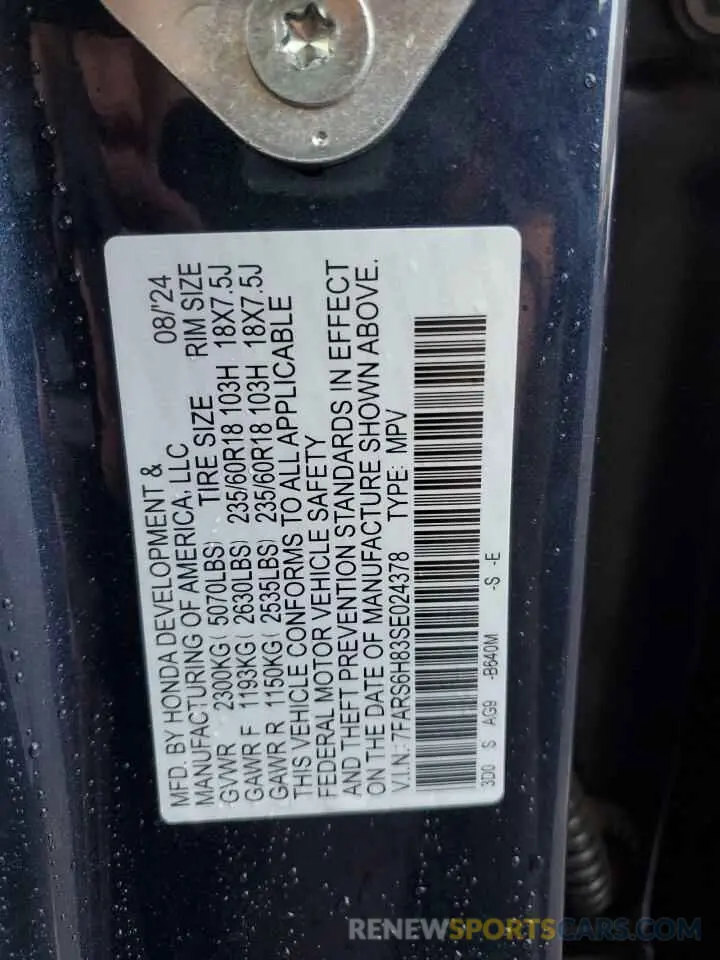 MFD. BY HONDA DEVELOPMENT &
MANUFACTURING OF AMERICA, LLC 08/'24
GVWR 2300KG( 5070LBS) TIRE SIZE RIM SIZE
GAWR F 1193KG( 2630LBS) 235/60R18 103H 18X7.5J
GAWR R 1150KG( 2535LBS) 235/60R18 103H 18X7.5J
THIS VEHICLE CONFORMS TO ALL APPLICABLE
FEDERAL MOTOR VEHICLE SAFETY
AND THEFT PREVENTION STANDARDS IN EFFECT
ON THE DATE OF MANUFACTURE SHOWN ABOVE.
V.I.N.: 7FARS6H83SE024378 TYPE: MPV
3D0 S AG9 -B640M -S -E
RENEWSPORTSCARS.COM